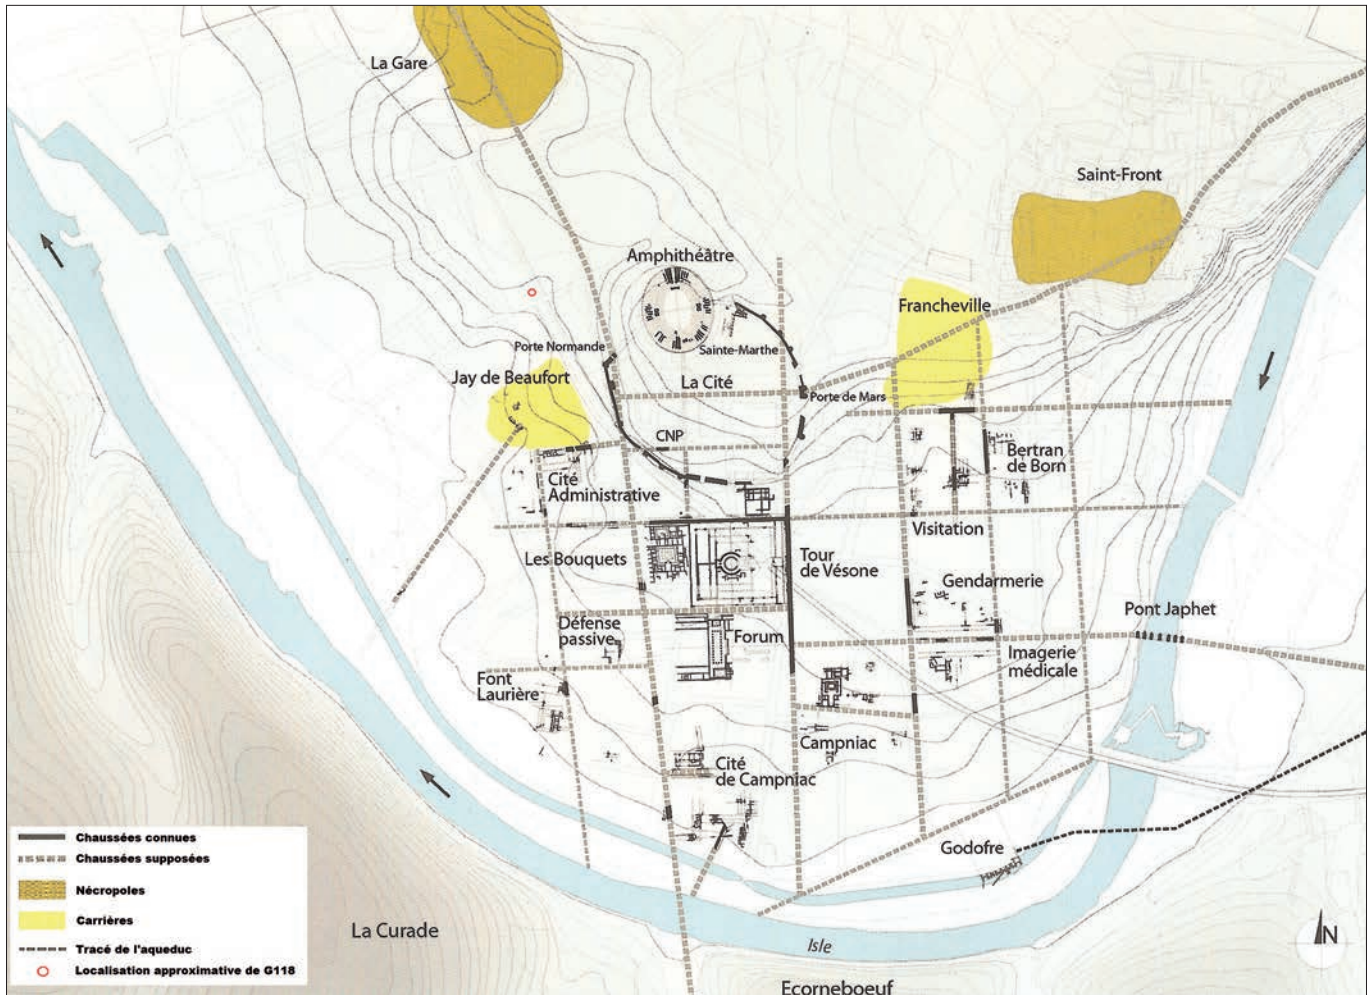 La Gare
Saint-Front
Amphithéâtre
Francheville
Porte Normande
Sainte-Marthe
Jay de Beaufort
La Cité
Porte de Mars
CNP
Bertran
de Born
Cité
Administrative
Visitation
Les Bouquets
Tour
de Vésone
Gendarmerie
Pont Japhet
Défense
passive
Forum
Imagerie
médicale
Font
Laurière
Campniac
Cité
de Campniac
Godofre
La Curade
Isle
Ecorneboeuf
N
Chaussées connues
Chaussées supposées
Nécropoles
Carrières
Tracé de l'aqueduc
Localisation approximative de G118